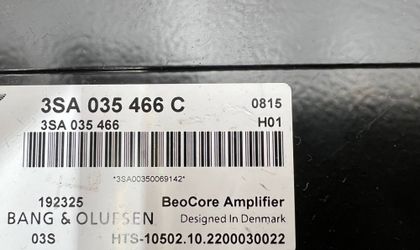 3SA 035 466 C 0815
3SA 035 466 H01
*3SA00350069142*
192325 BeoCore Amplifier
BANG & OLUFSEN Designed In Denmark
03S HTS-10502.10.2200030022